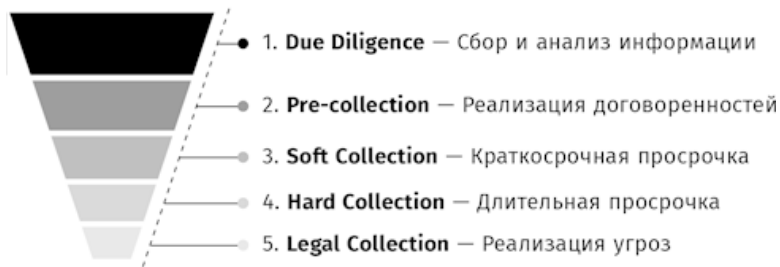 1. Due Diligence — Сбор и анализ информации
2. Pre-collection — Реализация договоренностей
3. Soft Collection — Краткосрочная просрочка
4. Hard Collection — Длительная просрочка
5. Legal Collection — Реализация угроз